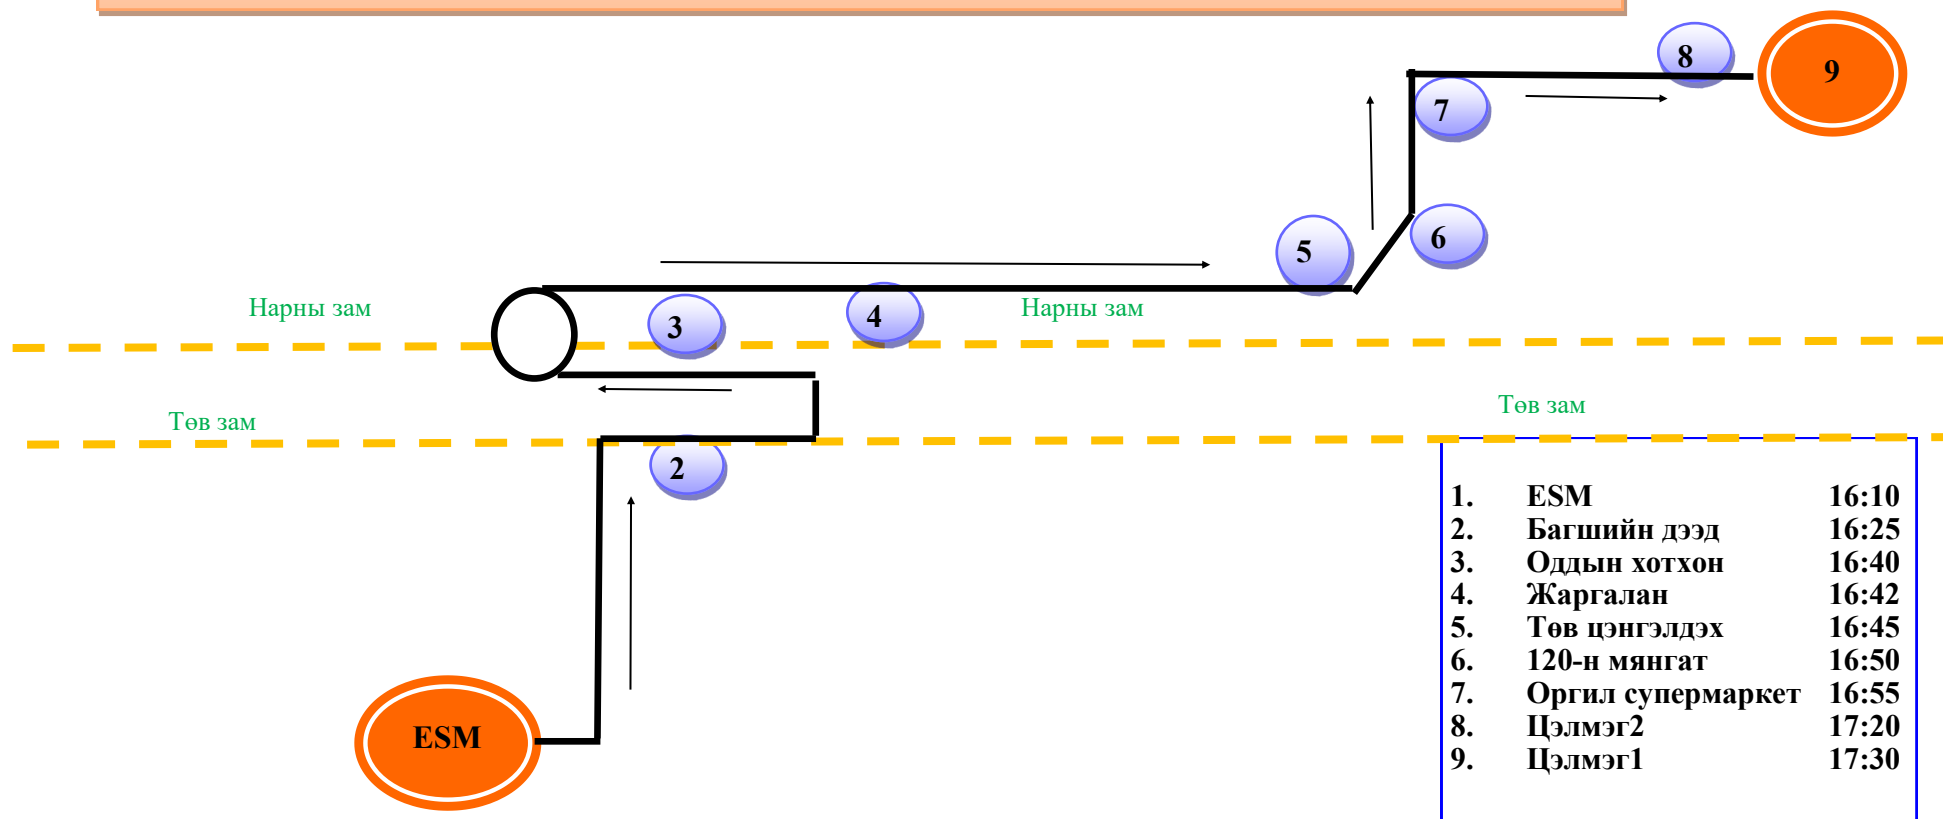 8
9
7
6
5
Нарны зам
3
4
Нарны зам
Төв зам
Төв зам
2
1. ESM 16:10
2. Багшийн дээд 16:25
3. Оддын хотхон 16:40
4. Жаргалан 16:42
5. Төв цэнгэлдэх 16:45
6. 120-н мянгат 16:50
7. Оргил супермаркет 16:55
8. Цэлмэг2 17:20
9. Цэлмэг1 17:30
ESM